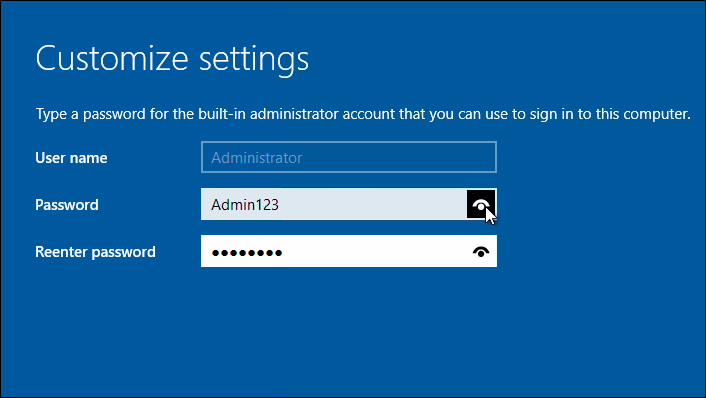 Customize settings
Type a password for the built-in administrator account that you can use to sign in to this computer.
User name Administrator
Password Admin123
Reenter password ●●●●●●●●